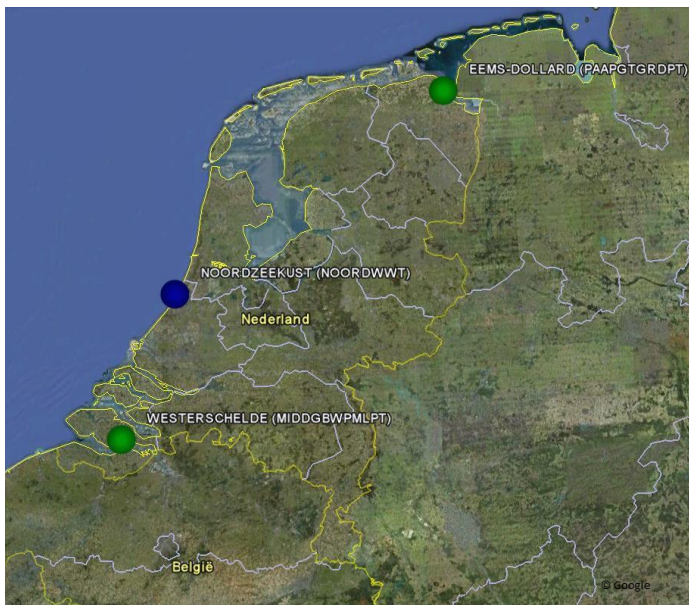 EEMS-DOLLARD (PAAPGTGRDPT)
NOORDZEEKUST (NOORDWWT)
Nederland
WESTERSCHELDE (MIDDGBWPMLPT)
België
© Google